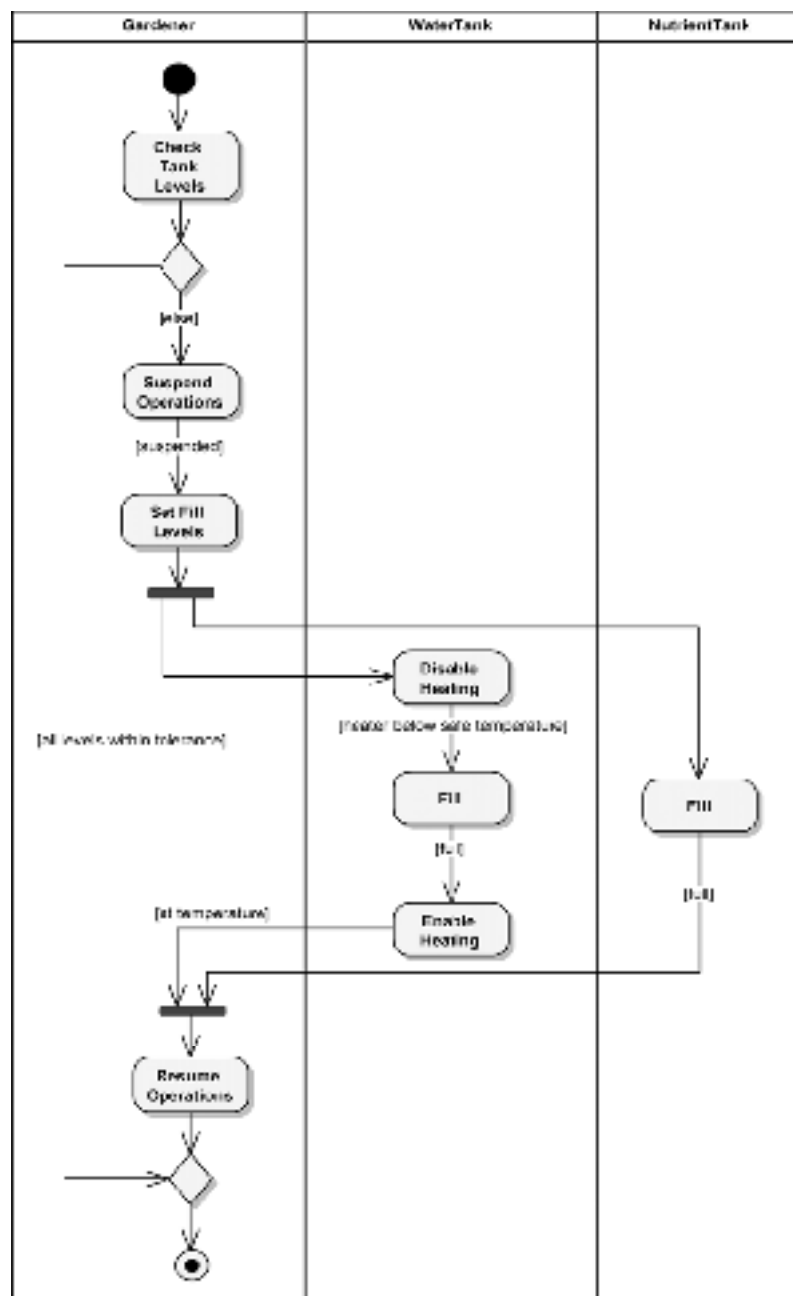 Gardener
WaterTank
NutrientTank
Check
Tank
Levels
[else]
Suspend
Operations
[suspended]
Set Fill
Levels
Disable
Heating
[heater below safe temperature]
[all levels within tolerance]
Fill
Fill
[full]
[full]
[at temperature]
Enable
Heating
Resume
Operations